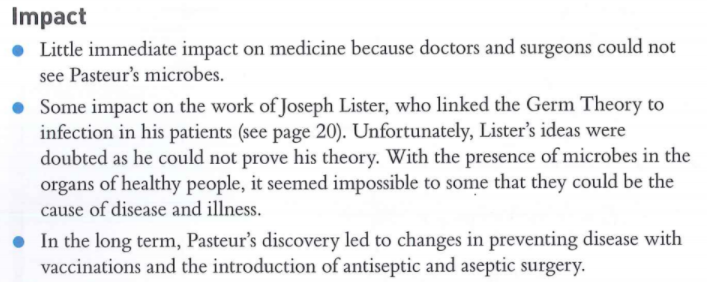 Impact
Little immediate impact on medicine because doctors and surgeons could not
see Pasteur's microbes.
Some impact on the work of Joseph Lister, who linked the Germ Theory to
infection in his patients (see page 20). Unfortunately, Lister's ideas were
doubted as he could not prove his theory. With the presence of microbes in the
organs of healthy people, it seemed impossible to some that they could be the
cause of disease and illness.
In the long term, Pasteur's discovery led to changes in preventing disease with
vaccinations and the introduction of antiseptic and aseptic surgery.